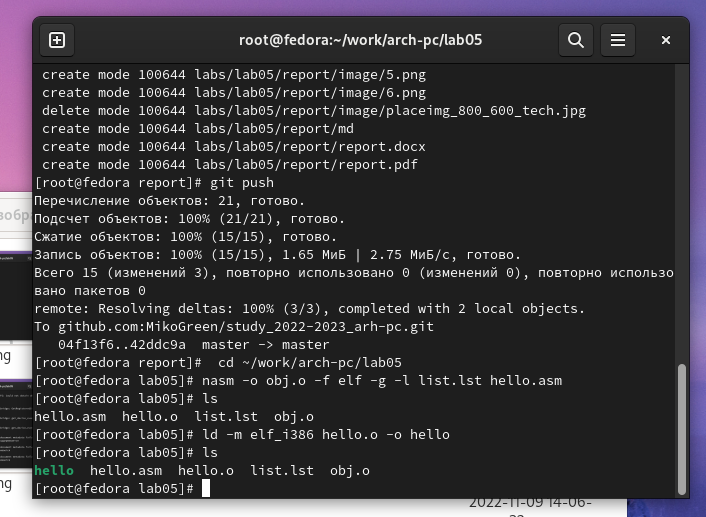 root@fedora:~/work/arch-pc/lab05
create mode 100644 labs/lab05/report/image/5.png
create mode 100644 labs/lab05/report/image/6.png
delete mode 100644 labs/lab05/report/image/placeimg_800_600_tech.jpg
create mode 100644 labs/lab05/report/md
create mode 100644 labs/lab05/report/report.docx
create mode 100644 labs/lab05/report/report.pdf
[root@fedora report]# git push
Перечисление объектов: 21, готово.
Подсчет объектов: 100% (21/21), готово.
Сжатие объектов: 100% (15/15), готово.
Запись объектов: 100% (15/15), 1.65 МиБ | 2.75 МиБ/с, готово.
Всего 15 (изменений 3), повторно использовано 0 (изменений 0), повторно использо
вано пакетов 0
remote: Resolving deltas: 100% (3/3), completed with 2 local objects.
To github.com:MikoGreen/study_2022-2023_arh-pc.git
04f13f6..42ddc9a  master -> master
[root@fedora report]#  cd ~/work/arch-pc/lab05
[root@fedora lab05]# nasm -o obj.o -f elf -g -l list.lst hello.asm
[root@fedora lab05]# ls
hello.asm  hello.o  list.lst  obj.o
[root@fedora lab05]# ld -m elf_i386 hello.o -o hello
[root@fedora lab05]# ls
hello  hello.asm  hello.o  list.lst  obj.o
[root@fedora lab05]#
зобра
ng
ng
2022-11-09 14-06-